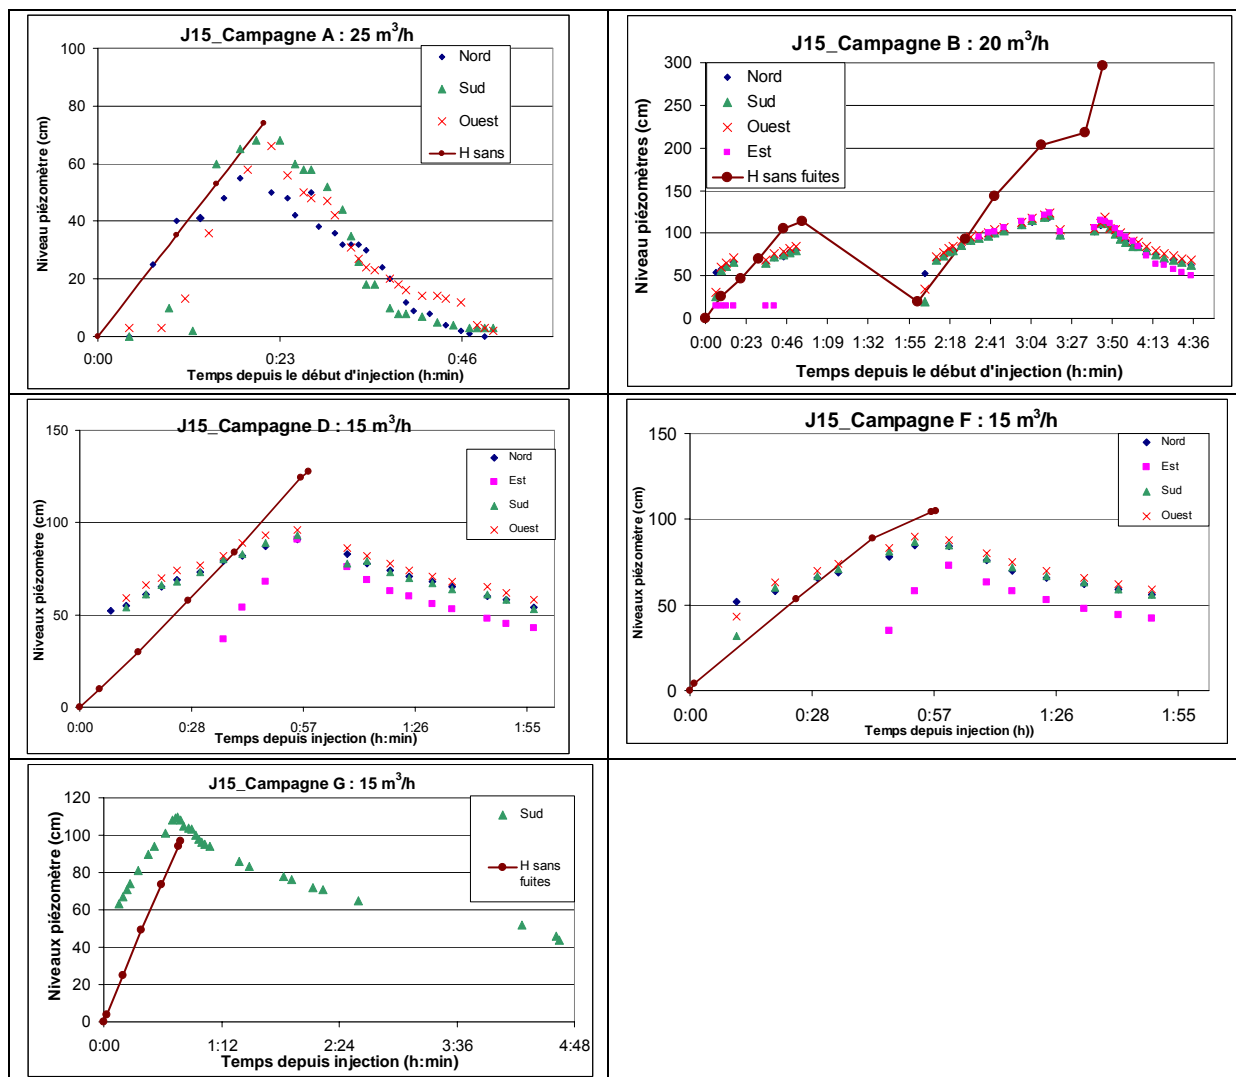 J15_Campagne A : 25 m³/h
Niveau piézomètre (cm)
100
80
60
40
20
0
0:00 0:23 0:46
Temps depuis le début d'injection (h:min)
Nord
Sud
Ouest
H sans
J15_Campagne B : 20 m³/h
Niveau piézomètres (cm)
300
250
200
150
100
50
0
0:00 0:23 0:46 1:09 1:32 1:55 2:18 2:41 3:04 3:27 3:50 4:13 4:36
Temps depuis le début d'injection (h:min)
Nord
Sud
Ouest
Est
H sans fuites
J15_Campagne D : 15 m³/h
Niveaux piézomètre (cm)
150
100
50
0
0:00 0:28 0:57 1:26 1:55
Temps depuis injection (h:min)
Nord
Est
Sud
Ouest
J15_Campagne F : 15 m³/h
Niveaux piézomètre (cm)
150
100
50
0
0:00 0:28 0:57 1:26 1:55
Temps depuis injection (h))
Nord
Est
Sud
Ouest
J15_Campagne G : 15 m³/h
Niveaux piézomètre (cm)
120
100
80
60
40
20
0
0:00 1:12 2:24 3:36 4:48
Temps depuis injection (h:min)
Sud
H sans
fuites